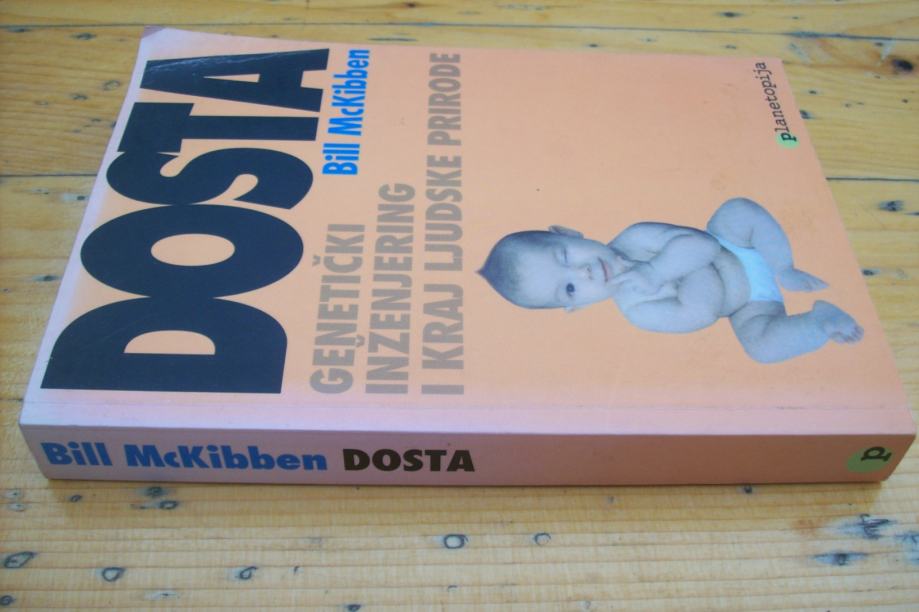 DOSTA
Bill McKibben
GENETIČKI
INŽENJERING
I KRAJ LJUDSKE PRIRODE
planetopija
Bill McKibben DOSTA
p